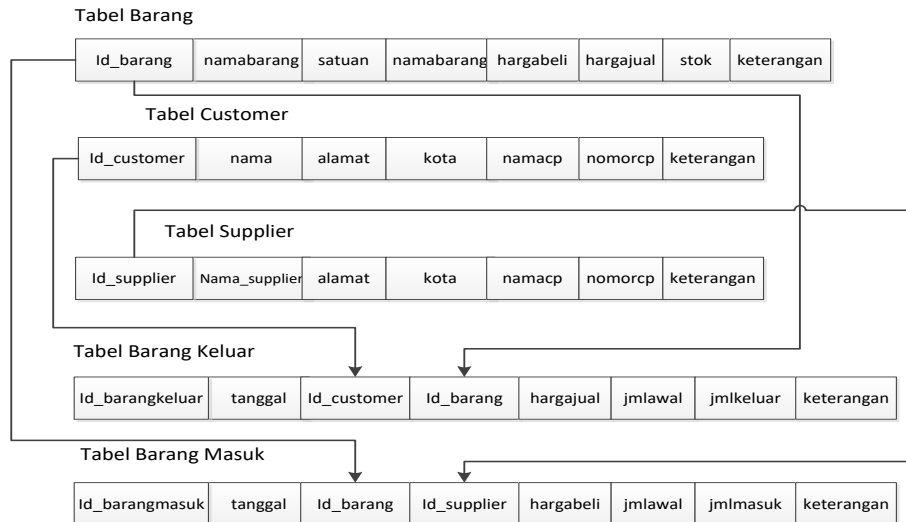 Tabel Barang
Id_barang namabarang satuan namabarang hargabeli hargajual stok keterangan
Tabel Customer
Id_customer nama alamat kota namacp nomorcp keterangan
Tabel Supplier
Id_supplier Nama_supplier alamat kota namacp nomorcp keterangan
Tabel Barang Keluar
Id_barangkeluar tanggal Id_customer Id_barang hargajual jmlawal jmlkeluar keterangan
Tabel Barang Masuk
Id_barangmasuk tanggal Id_barang Id_supplier hargabeli jmlawal jmlmasuk keterangan